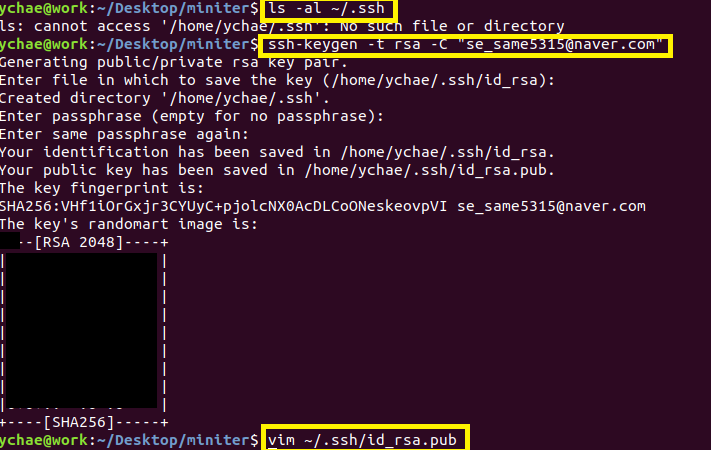 ychae@work:~/Desktop/miniter$ ls -al ~/.ssh
ls: cannot access '/home/ychae/.ssh': No such file or directory
ychae@work:~/Desktop/miniter$ ssh-keygen -t rsa -C "se_same5315@naver.com"
Generating public/private rsa key pair.
Enter file in which to save the key (/home/ychae/.ssh/id_rsa):
Created directory '/home/ychae/.ssh'.
Enter passphrase (empty for no passphrase):
Enter same passphrase again:
Your identification has been saved in /home/ychae/.ssh/id_rsa.
Your public key has been saved in /home/ychae/.ssh/id_rsa.pub.
The key fingerprint is:
SHA256:VHf1iOrGxjr3CYUyC+pjolcNX0AcDLCoONeskeovpVI se_same5315@naver.com
The key's randomart image is:
--[RSA 2048]----+
| |
| |
| |
| |
| |
| |
| |
| |
| |
+----[SHA256]-----+
ychae@work:~/Desktop/miniter$ vim ~/.ssh/id_rsa.pub